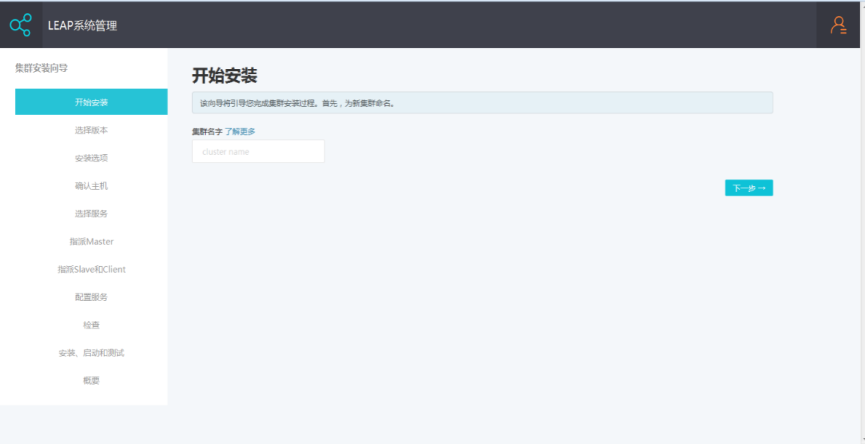 LEAP系统管理
集群安装向导
开始安装
选择版本
安装选项
确认主机
选择服务
指派Master
指派Slave和Client
配置服务
检查
安装、启动和测试
概要
开始安装
该向导将引导您完成集群安装过程。首先，为新集群命名。
集群名字 了解更多
cluster name
下一步 →